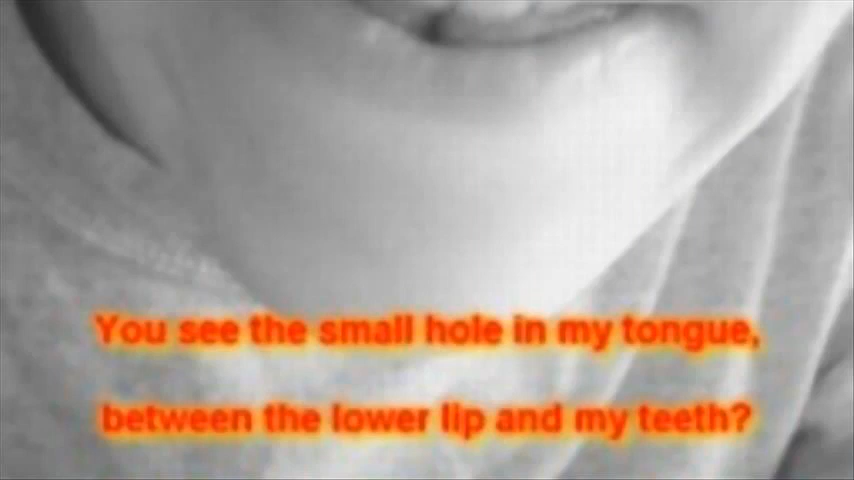 You see the small hole in my tongue,
between the lower lip and my teeth?